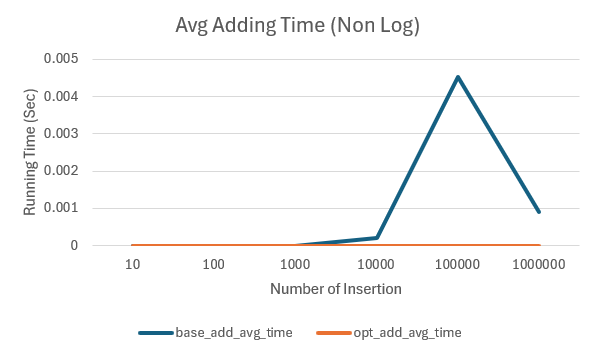 Avg Adding Time (Non Log)
Running Time (Sec)
0.005
0.004
0.003
0.002
0.001
0
10 100 1000 10000 100000 1000000
Number of Insertion
base_add_avg_time opt_add_avg_time